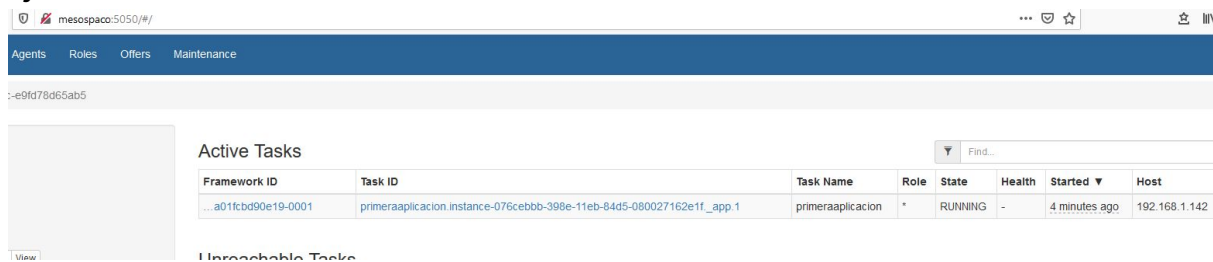 mesospaco:5050/#/
Agents Roles Offers Maintenance
:-e9fd78d65ab5
Active Tasks
Find...
Framework ID Task ID Task Name Role State Health Started ▼ Host
...a01fcbd90e19-0001 primeraaplicacion.instance-076cebbb-398e-11eb-84d5-080027162e1f._app.1 primeraaplicacion * RUNNING - 4 minutes ago 192.168.1.142
View
Unreachable Tasks